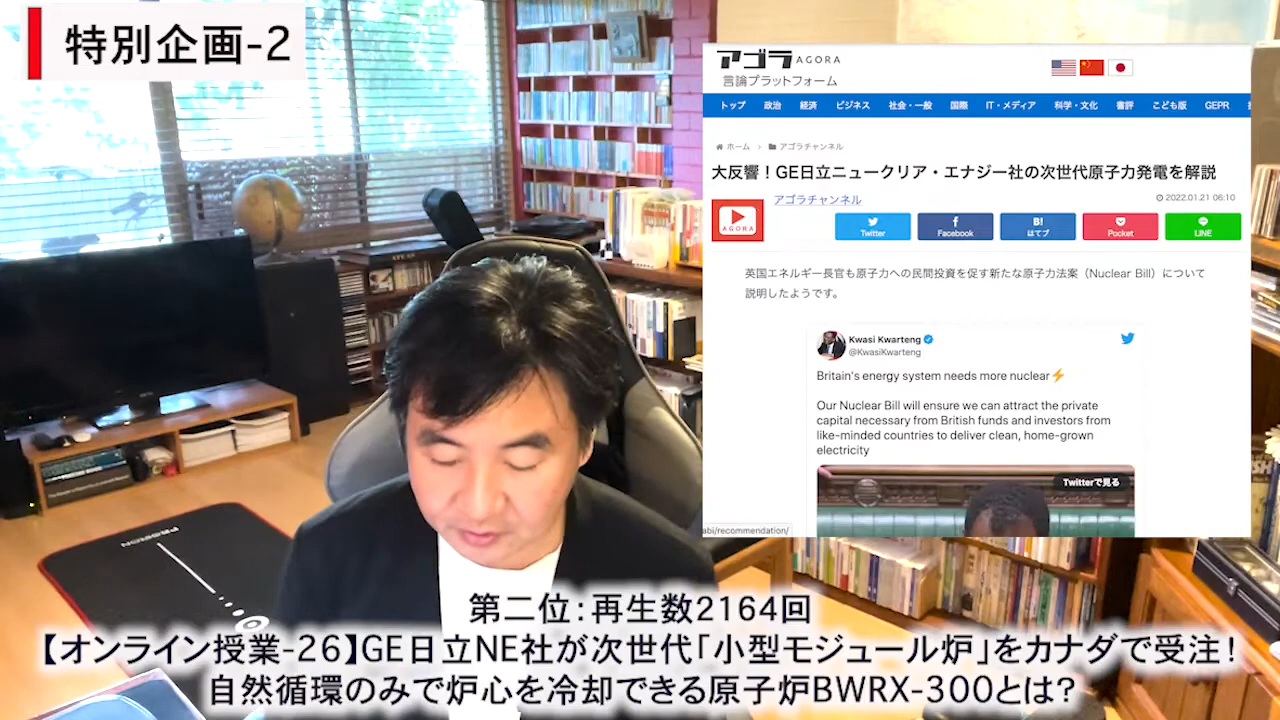 特別企画-2
アゴラ AGORA
言論プラットフォーム
トップ 政治 経済 ビジネス 社会・一般 国際 IT・メディア 科学・文化 書評 こども版 GEPR
ホーム > アゴラチャンネル
大反響！GE日立ニュークリア・エナジー社の次世代原子力発電を解説
アゴラチャンネル
2022.01.21 06:10
AGORA
Twitter
Facebook
B!
はてブ
Pocket
LINE
英国エネルギー長官も原子力への民間投資を促す新たな原子力法案（Nuclear Bill）について
説明したようです。
Kwasi Kwarteng
@KwasiKwarteng
Britain's energy system needs more nuclear⚡
Our Nuclear Bill will ensure we can attract the private
capital necessary from British funds and investors from
like-minded countries to deliver clean, home-grown
electricity
Twitterで見る
abi/recommendation/
第二位：再生数2164回
【オンライン授業-26】GE日立NE社が次世代「小型モジュール炉」をカナダで受注！
自然循環のみで炉心を冷却できる原子炉BWRX-300とは？